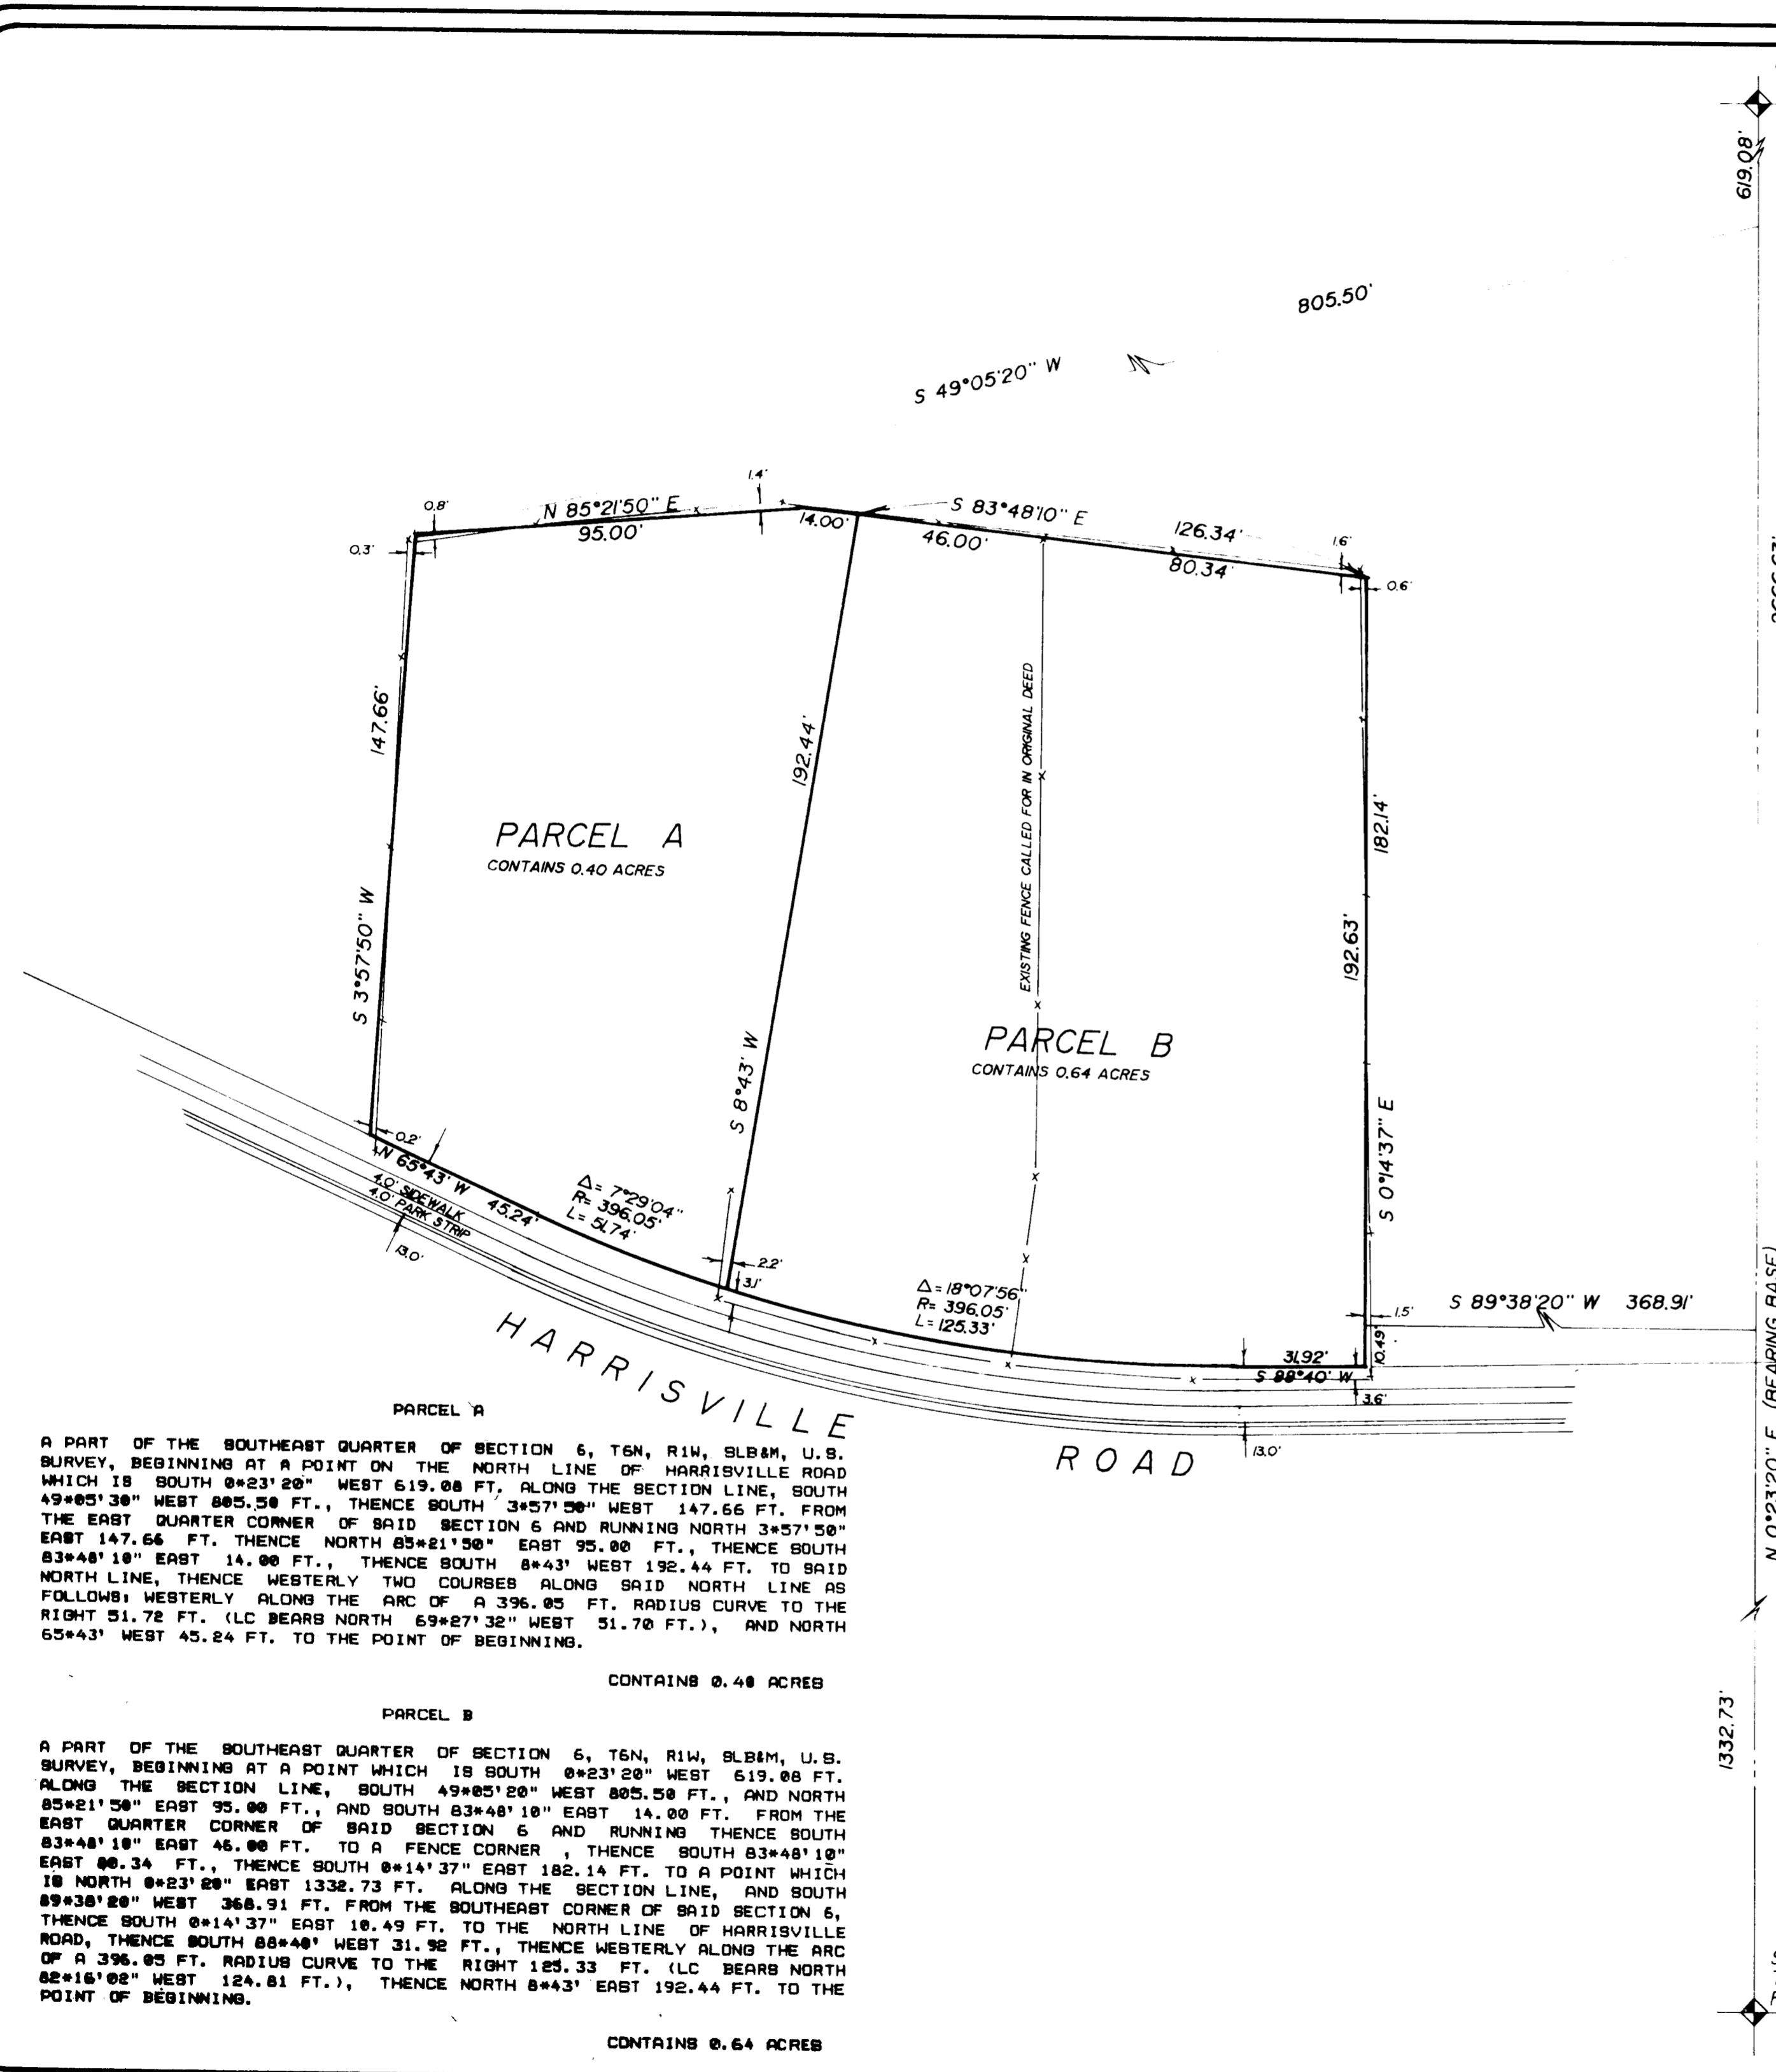 619.08'
805.50'
S 49°05'20" W
1.4'
0.8'
N 85°21'50" E
95.00'
14.00'
S 83°48'10" E
46.00'
126.34'
80.34'
1.6'
0.6'
0.3'
147.66'
S 3°57'50" W
192.44'
S 8°43' W
EXISTING FENCE CALLED FOR IN ORIGINAL DEED
182.14'
192.63'
S 0°14'37" E
PARCEL A
CONTAINS 0.40 ACRES
PARCEL B
CONTAINS 0.64 ACRES
0.2'
N 65°43' W 45.24'
4.0' SIDEWALK
4.0' PARK STRIP
13.0'
Δ= 7°29'04"
R= 396.05'
L= 51.74'
2.2'
3.1'
Δ= 18°07'56"
R= 396.05'
L= 125.33'
1.5'
S 89°38'20" W 368.91'
10.49'
31.92'
S 88°40' W
3.6'
13.0'
HARRISVILLE
ROAD
N 0°23'20" E (BEARING BASE)
1332.73'
PARCEL A
A PART OF THE SOUTHEAST QUARTER OF SECTION 6, T6N, R1W, SLB&M, U.S.
SURVEY, BEGINNING AT A POINT ON THE NORTH LINE OF HARRISVILLE ROAD
WHICH IS SOUTH 0*23'20" WEST 619.08 FT. ALONG THE SECTION LINE, SOUTH
49*05'30" WEST 805.50 FT., THENCE SOUTH 3*57'50" WEST 147.66 FT. FROM
THE EAST QUARTER CORNER OF SAID SECTION 6 AND RUNNING NORTH 3*57'50"
EAST 147.66 FT. THENCE NORTH 85*21'50" EAST 95.00 FT., THENCE SOUTH
83*48'10" EAST 14.00 FT., THENCE SOUTH 8*43' WEST 192.44 FT. TO SAID
NORTH LINE, THENCE WESTERLY TWO COURSES ALONG SAID NORTH LINE AS
FOLLOWS: WESTERLY ALONG THE ARC OF A 396.05 FT. RADIUS CURVE TO THE
RIGHT 51.72 FT. (LC BEARS NORTH 69*27'32" WEST 51.70 FT.), AND NORTH
65*43' WEST 45.24 FT. TO THE POINT OF BEGINNING.
CONTAINS 0.40 ACRES
PARCEL B
A PART OF THE SOUTHEAST QUARTER OF SECTION 6, T6N, R1W, SLB&M, U.S.
SURVEY, BEGINNING AT A POINT WHICH IS SOUTH 0*23'20" WEST 619.08 FT.
ALONG THE SECTION LINE, SOUTH 49*05'20" WEST 805.50 FT., AND NORTH
85*21'50" EAST 95.00 FT., AND SOUTH 83*48'10" EAST 14.00 FT. FROM THE
EAST QUARTER CORNER OF SAID SECTION 6 AND RUNNING THENCE SOUTH
83*48'10" EAST 46.00 FT. TO A FENCE CORNER , THENCE SOUTH 83*48'10"
EAST 80.34 FT., THENCE SOUTH 0*14'37" EAST 182.14 FT. TO A POINT WHICH
IS NORTH 0*23'20" EAST 1332.73 FT. ALONG THE SECTION LINE, AND SOUTH
89*38'20" WEST 368.91 FT. FROM THE SOUTHEAST CORNER OF SAID SECTION 6,
THENCE SOUTH 0*14'37" EAST 10.49 FT. TO THE NORTH LINE OF HARRISVILLE
ROAD, THENCE SOUTH 88*40' WEST 31.92 FT., THENCE WESTERLY ALONG THE ARC
OF A 396.05 FT. RADIUS CURVE TO THE RIGHT 125.33 FT. (LC BEARS NORTH
82*16'02" WEST 124.81 FT.), THENCE NORTH 8*43' EAST 192.44 FT. TO THE
POINT OF BEGINNING.
CONTAINS 0.64 ACRES